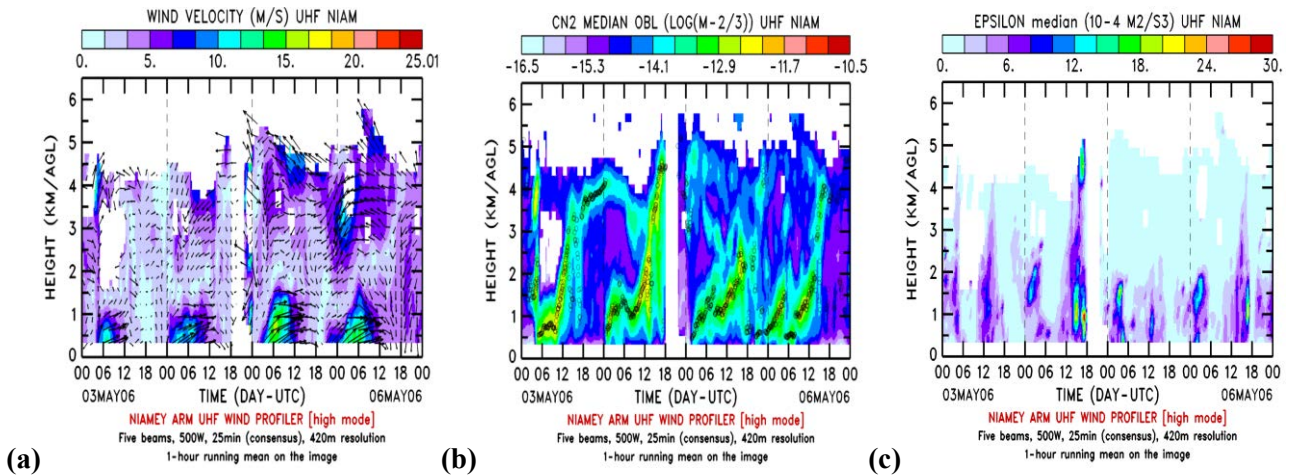 WIND VELOCITY (M/S) UHF NIAM
0. 5. 10. 15. 20. 25.01
HEIGHT (KM/AGL)
6
5
4
3
2
1
0
00 06 12 18 00 06 12 18 00 06 12 18 00 06 12 18 00
03MAY06 TIME (DAY-UTC) 06MAY06
NIAMEY ARM UHF WIND PROFILER [high mode]
Five beams, 500W, 25min (consensus), 420m resolution
1-hour running mean on the image
(a)
CN2 MEDIAN OBL (LOG(M-2/3)) UHF NIAM
-16.5 -15.3 -14.1 -12.9 -11.7 -10.5
HEIGHT (KM/AGL)
6
5
4
3
2
1
0
00 06 12 18 00 06 12 18 00 06 12 18 00 06 12 18 00
03MAY06 TIME (DAY-UTC) 06MAY06
NIAMEY ARM UHF WIND PROFILER [high mode]
Five beams, 500W, 25min (consensus), 420m resolution
1-hour running mean on the image
(b)
EPSILON median (10-4 M2/S3) UHF NIAM
0. 6. 12. 18. 24. 30.
HEIGHT (KM/AGL)
6
5
4
3
2
1
0
00 06 12 18 00 06 12 18 00 06 12 18 00 06 12 18 00
03MAY06 TIME (DAY-UTC) 06MAY06
NIAMEY ARM UHF WIND PROFILER [high mode]
Five beams, 500W, 25min (consensus), 420m resolution
1-hour running mean on the image
(c)